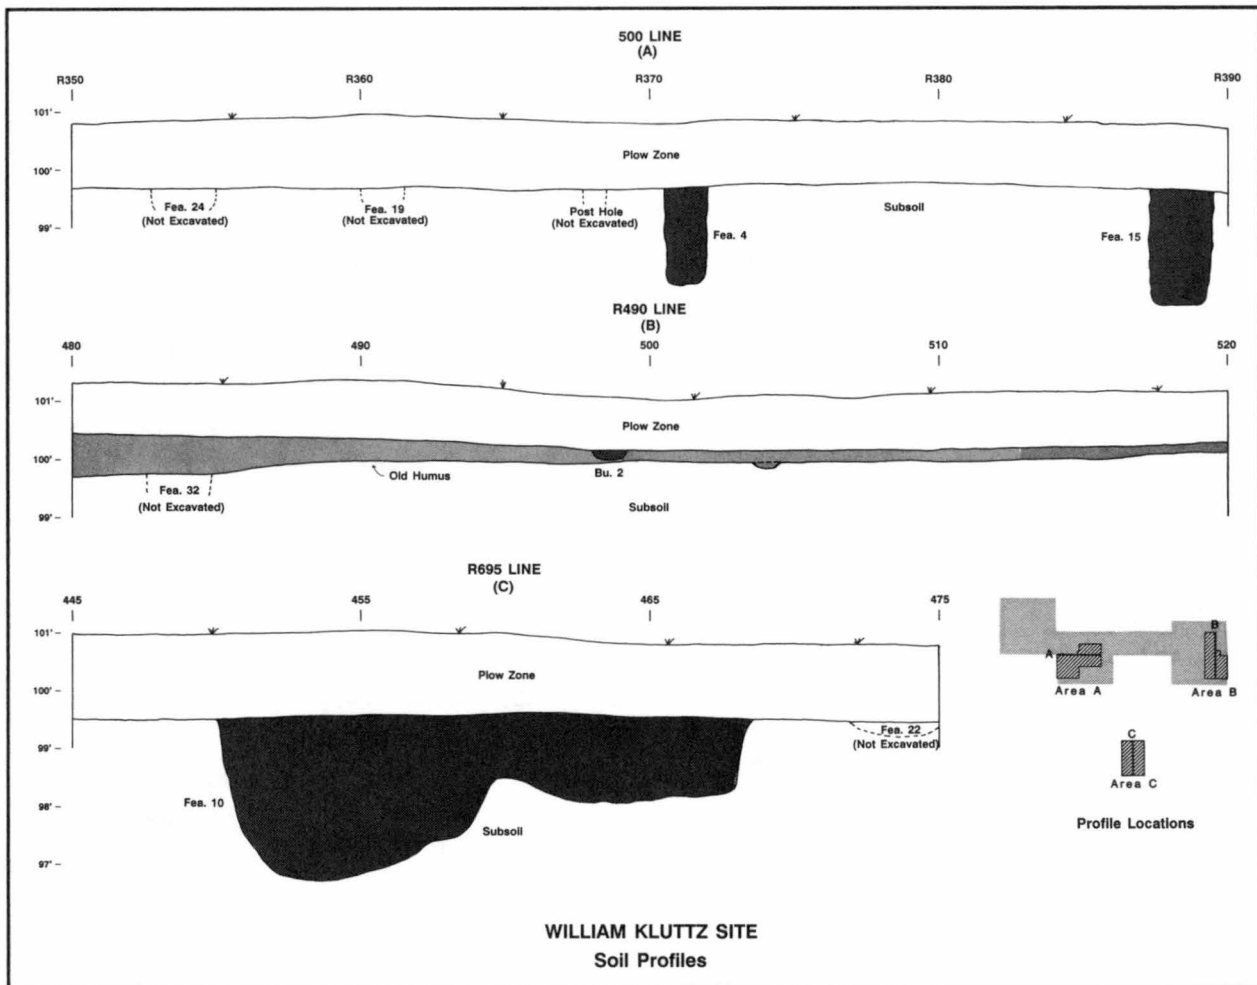 500 LINE
(A)
R350 R360 R370 R380 R390
101'
Plow Zone
100'
Fea. 24
(Not Excavated)
Fea. 19
(Not Excavated)
Post Hole
(Not Excavated)
Subsoil
99'
Fea. 4
Fea. 15
R490 LINE
(B)
480 490 500 510 520
101'
Plow Zone
100'
Old Humus
Bu. 2
Fea. 32
(Not Excavated)
Subsoil
99'
R695 LINE
(C)
445 455 465 475
101'
Plow Zone
100'
99'
Fea. 22
(Not Excavated)
98'
Fea. 10
Subsoil
97'
A
B
Area A
Area B
C
Area C
Profile Locations
WILLIAM KLUTTZ SITE
Soil Profiles